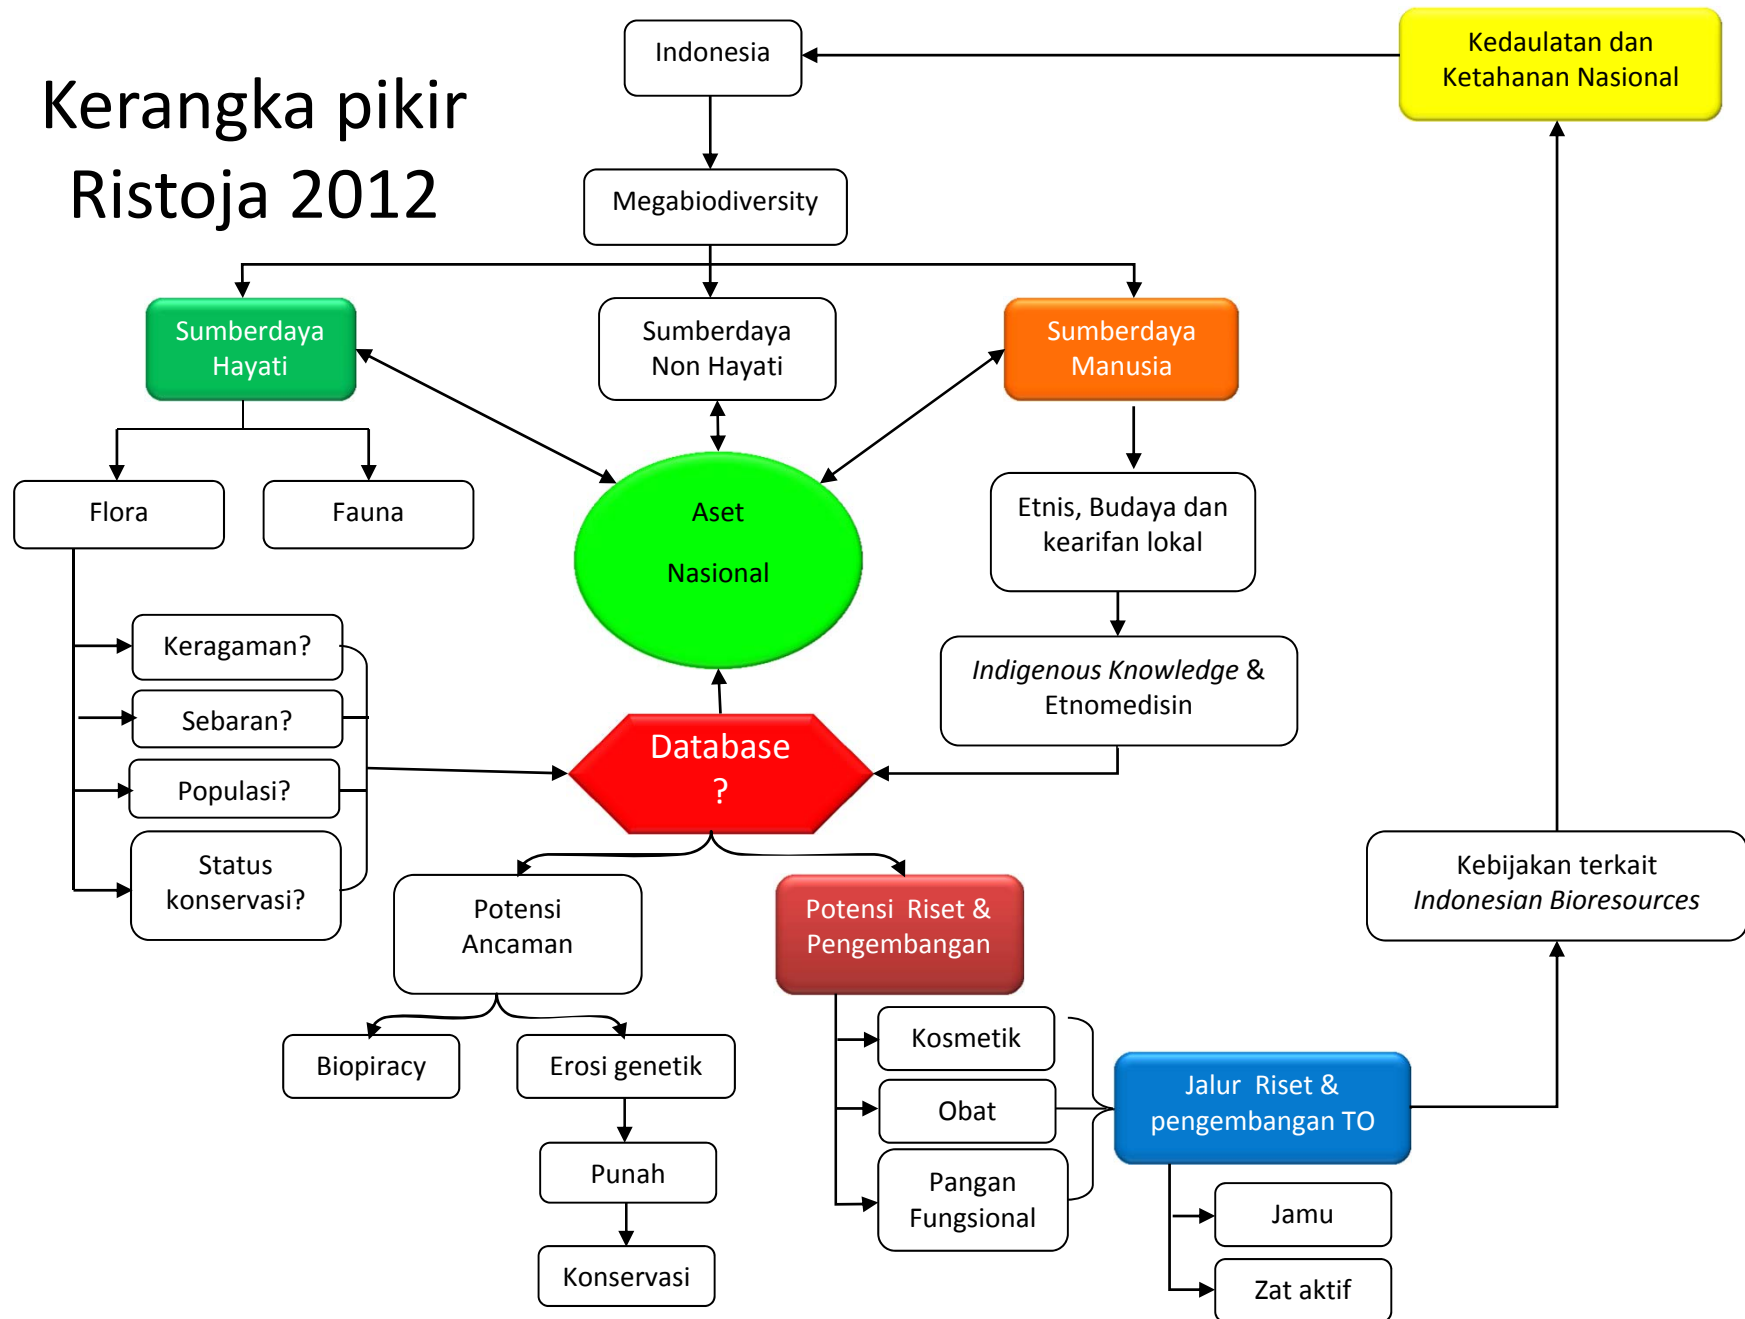 Kerangka pikir
Ristoja 2012
Indonesia
Kedaulatan dan
Ketahanan Nasional
Megabiodiversity
Sumberdaya
Hayati
Sumberdaya
Non Hayati
Sumberdaya
Manusia
Flora
Fauna
Aset
Nasional
Etnis, Budaya dan
kearifan lokal
Keragaman?
Sebaran?
Populasi?
Status
konservasi?
Indigenous Knowledge &
Etnomedisin
Database
?
Kebijakan terkait
Indonesian Bioresources
Potensi
Ancaman
Potensi Riset &
Pengembangan
Biopiracy
Erosi genetik
Punah
Konservasi
Kosmetik
Obat
Pangan
Fungsional
Jalur Riset &
pengembangan TO
Jamu
Zat aktif